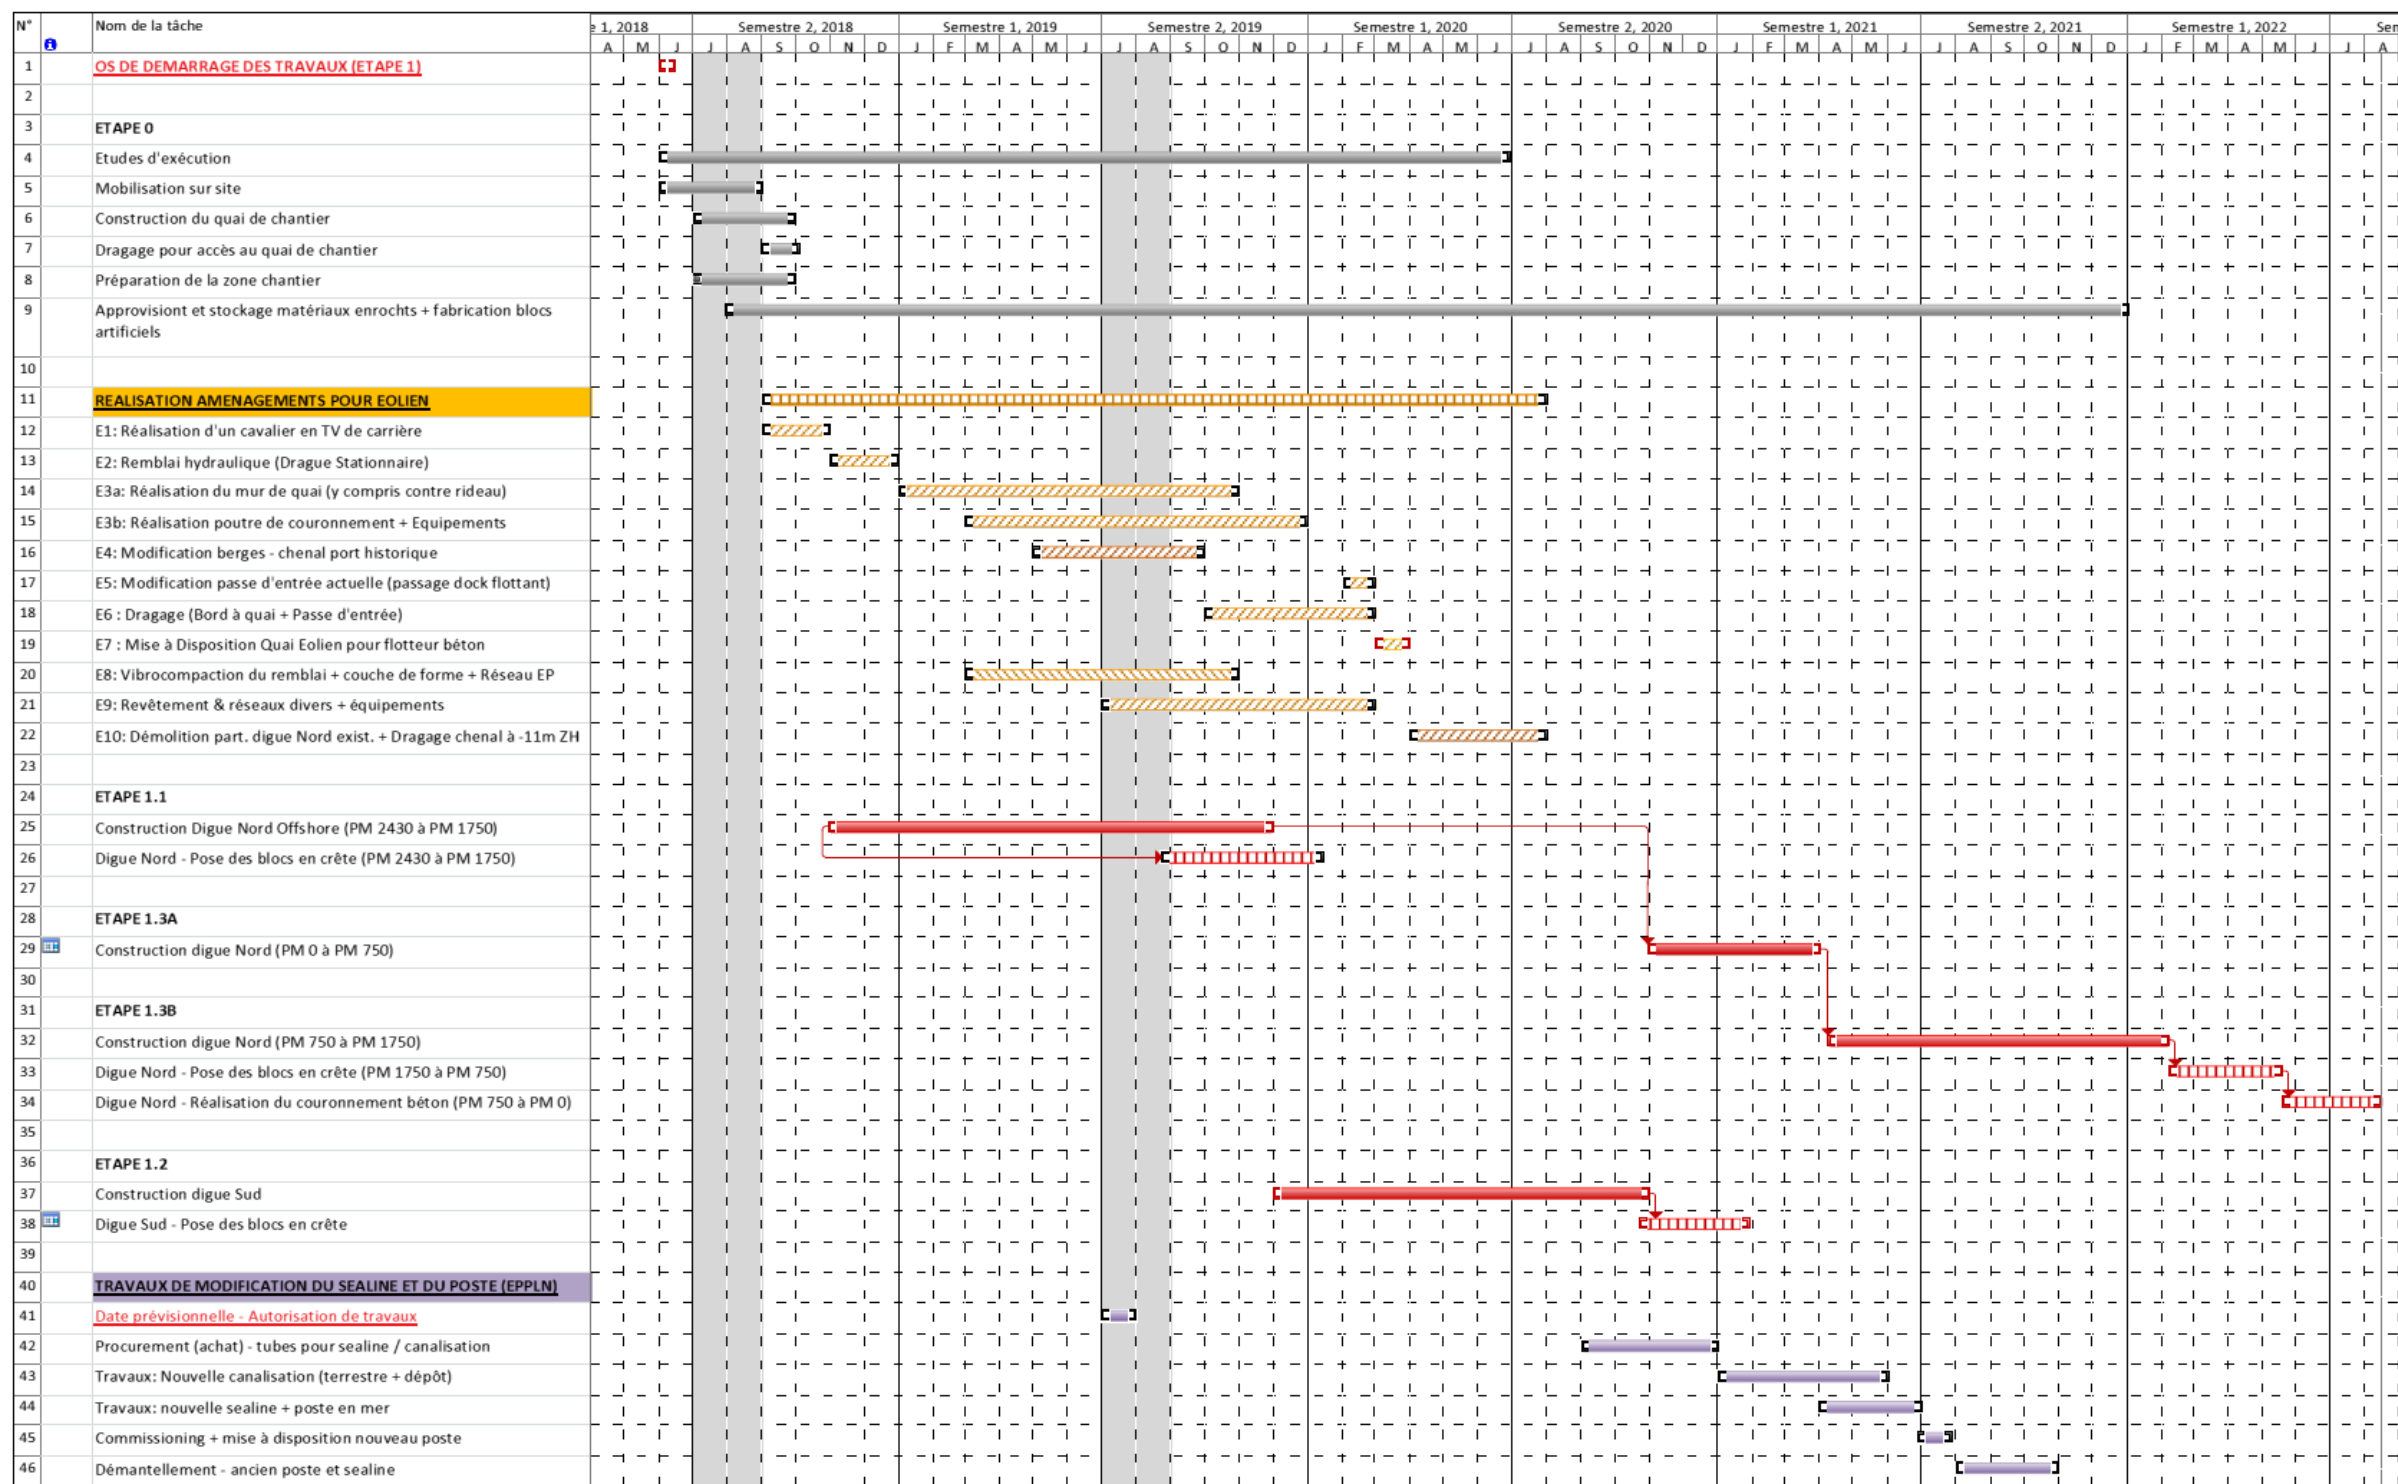 N° Nom de la tâche e 1, 2018 Semestre 2, 2018 Semestre 1, 2019 Semestre 2, 2019 Semestre 1, 2020 Semestre 2, 2020 Semestre 1, 2021 Semestre 2, 2021 Semestre 1, 2022 Sen
A M J J A S O N D J F M A M J J A S O N D J F M A M J J A S O N D J F M A M J J A S O N D J F M A M J J A
1 OS DE DEMARRAGE DES TRAVAUX (ETAPE 1)
2
3 ETAPE 0
4 Etudes d'exécution
5 Mobilisation sur site
6 Construction du quai de chantier
7 Dragage pour accès au quai de chantier
8 Préparation de la zone chantier
9 Approvisiont et stockage matériaux enrochts + fabrication blocs
artificiels
10
11 REALISATION AMENAGEMENTS POUR EOLIEN
12 E1: Réalisation d'un cavalier en TV de carrière
13 E2: Remblai hydraulique (Drague Stationnaire)
14 E3a: Réalisation du mur de quai (y compris contre rideau)
15 E3b: Réalisation poutre de couronnement + Equipements
16 E4: Modification berges - chenal port historique
17 E5: Modification passe d'entrée actuelle (passage dock flottant)
18 E6 : Dragage (Bord à quai + Passe d'entrée)
19 E7 : Mise à Disposition Quai Eolien pour flotteur béton
20 E8: Vibrocompaction du remblai + couche de forme + Réseau EP
21 E9: Revêtement & réseaux divers + équipements
22 E10: Démolition part. digue Nord exist. + Dragage chenal à -11m ZH
23
24 ETAPE 1.1
25 Construction Digue Nord Offshore (PM 2430 à PM 1750)
26 Digue Nord - Pose des blocs en crête (PM 2430 à PM 1750)
27
28 ETAPE 1.3A
29 Construction digue Nord (PM 0 à PM 750)
30
31 ETAPE 1.3B
32 Construction digue Nord (PM 750 à PM 1750)
33 Digue Nord - Pose des blocs en crête (PM 1750 à PM 750)
34 Digue Nord - Réalisation du couronnement béton (PM 750 à PM 0)
35
36 ETAPE 1.2
37 Construction digue Sud
38 Digue Sud - Pose des blocs en crête
39
40 TRAVAUX DE MODIFICATION DU SEALINE ET DU POSTE (EPPLN)
41 Date prévisionnelle - Autorisation de travaux
42 Procurement (achat) - tubes pour sealine / canalisation
43 Travaux: Nouvelle canalisation (terrestre + dépôt)
44 Travaux: nouvelle sealine + poste en mer
45 Commissioning + mise à disposition nouveau poste
46 Démantellement - ancien poste et sealine